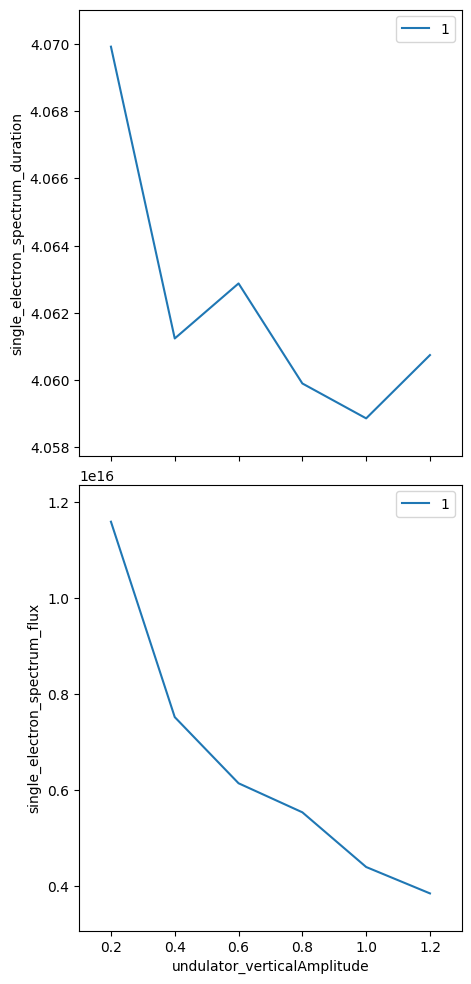 4.070
4.068
4.066
4.064
4.062
4.060
4.058
single_electron_spectrum_duration
1
1e16
1.2
1.0
0.8
0.6
0.4
single_electron_spectrum_flux
1
0.2 0.4 0.6 0.8 1.0 1.2
undulator_verticalAmplitude